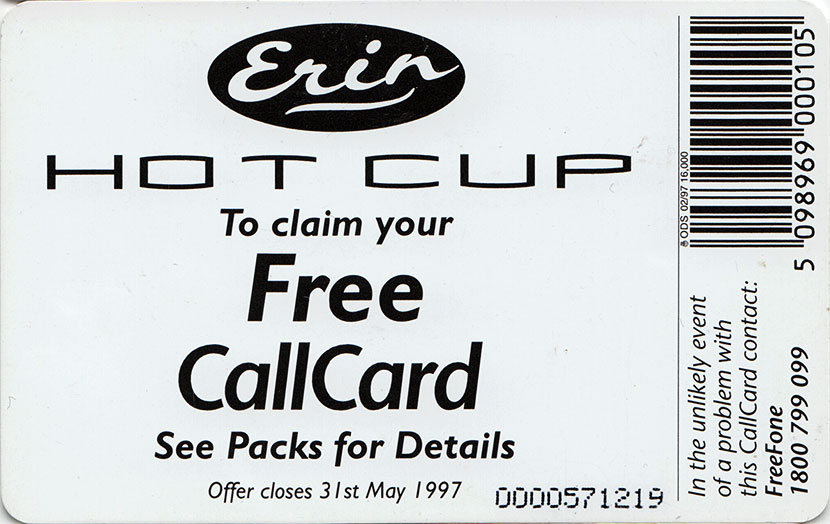 Erin
HOT CUP
To claim your
Free
CallCard
See Packs for Details
Offer closes 31st May 1997
0000571219
ODS 02/97 16,000
5 098969 000105
In the unlikely event
of a problem with
this CallCard contact:
FreeFone
1800 799 099